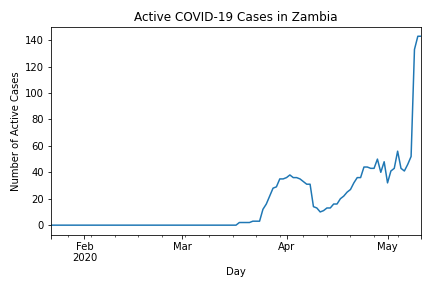 Active COVID-19 Cases in Zambia
Number of Active Cases
140
120
100
80
60
40
20
0
Feb
2020
Mar
Apr
May
Day